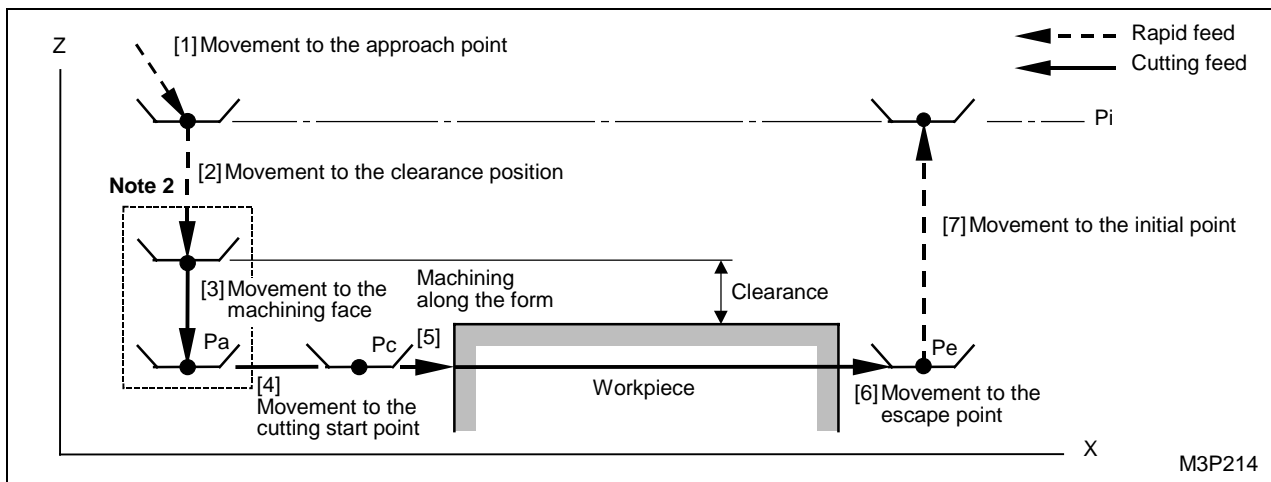 Z
[1] Movement to the approach point
Rapid feed
Cutting feed
Pi
[2] Movement to the clearance position
Note 2
[7] Movement to the initial point
[3] Movement to the
machining face
Machining
along the form
Clearance
Pa
Pc
[5]
Pe
[4]
Movement to the
cutting start point
Workpiece
[6] Movement to the
escape point
X
M3P214